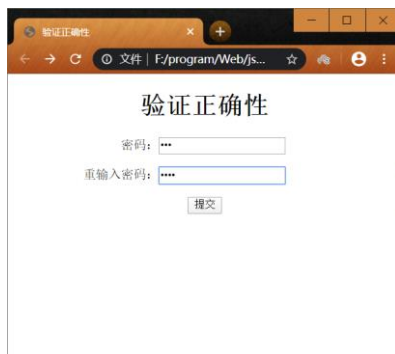 验证正确性
文件 | F:/program/Web/js...
验证正确性
密码： •••
重输入密码： ••••
提交